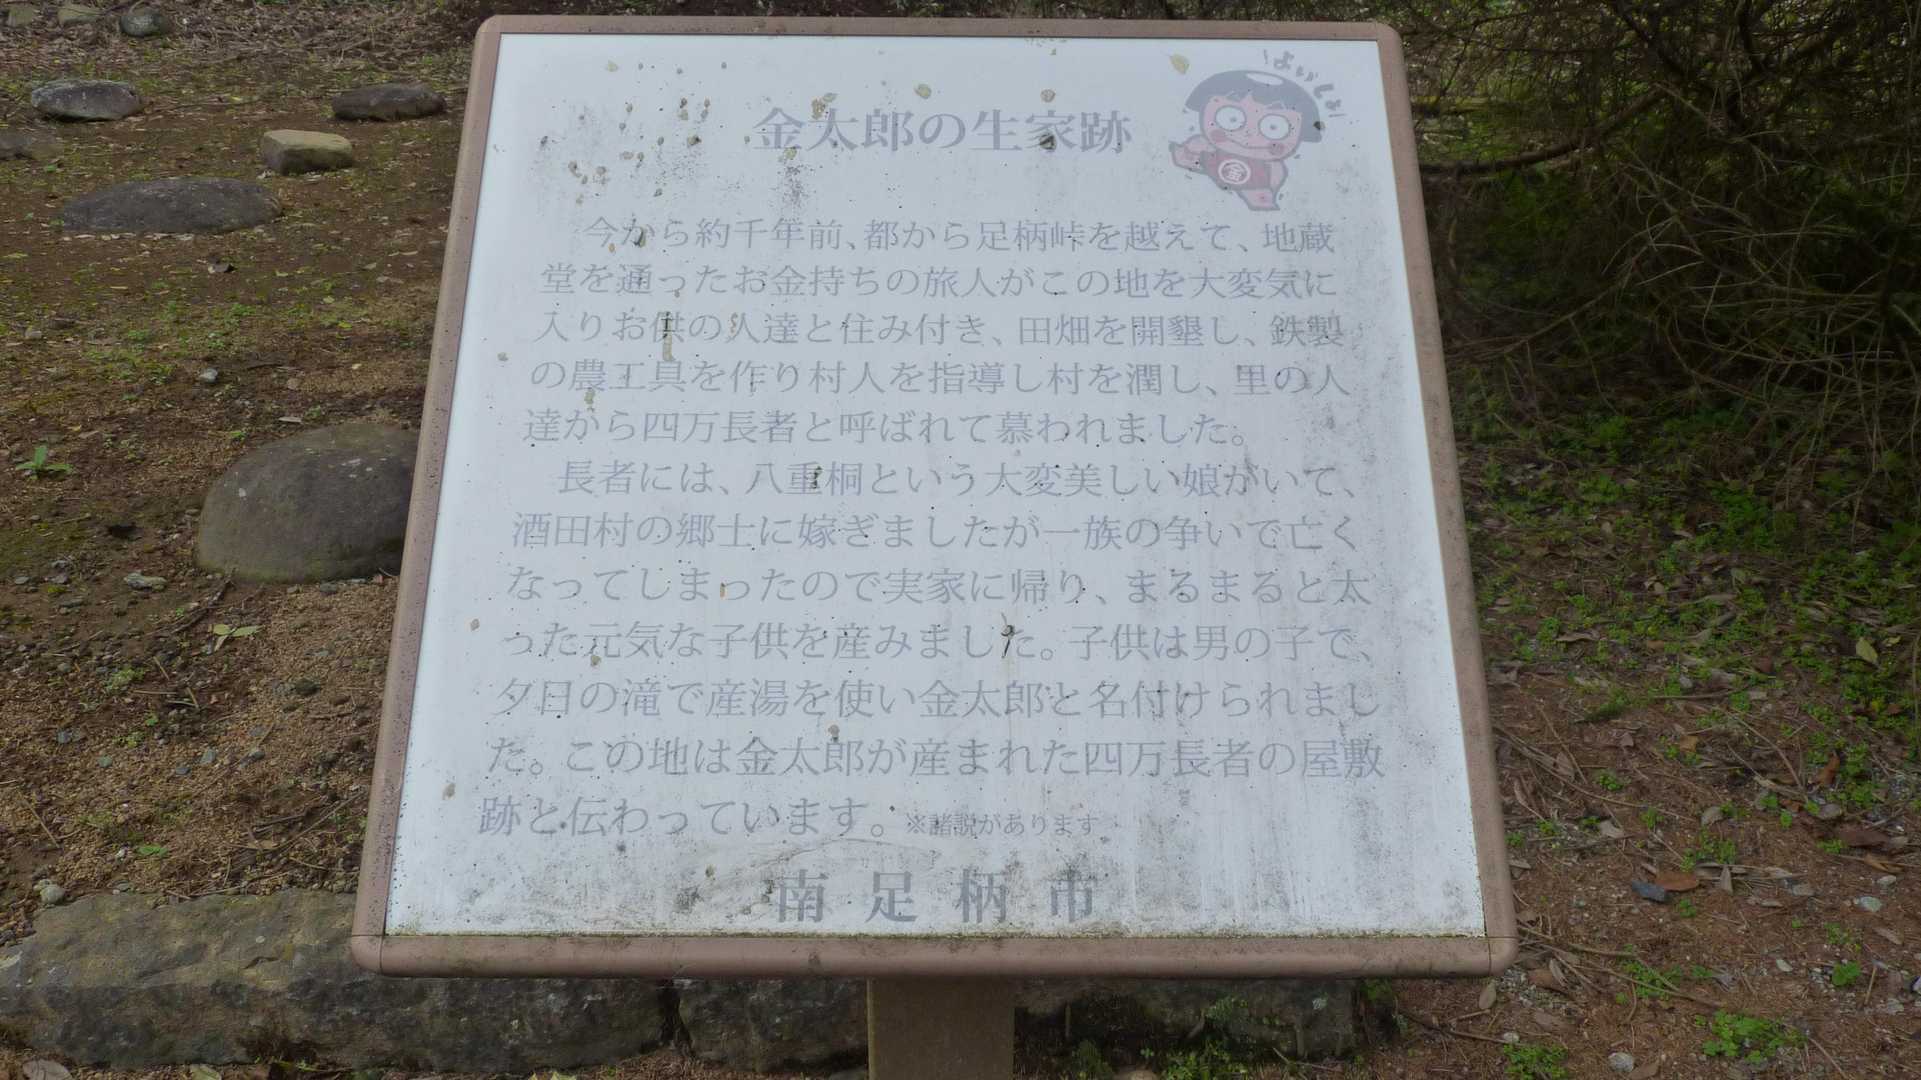 よいしょ
金太郎の生家跡
金
今から約千年前、都から足柄峠を越えて、地蔵
堂を通ったお金持ちの旅人がこの地を大変気に
入りお供の人達と住み付き、田畑を開墾し、鉄製
の農工具を作り村人を指導し村を潤し、里の人
達から四万長者と呼ばれて慕われました。
長者には、八重桐という大変美しい娘がいて、
酒田村の郷士に嫁ぎましたが一族の争いで亡く
なってしまったので実家に帰り、まるまると太
った元気な子供を産みました。子供は男の子で、
夕日の滝で産湯を使い金太郎と名付けられまし
た。この地は金太郎が産まれた四万長者の屋敷
跡と伝わっています。※諸説があります
南足柄市